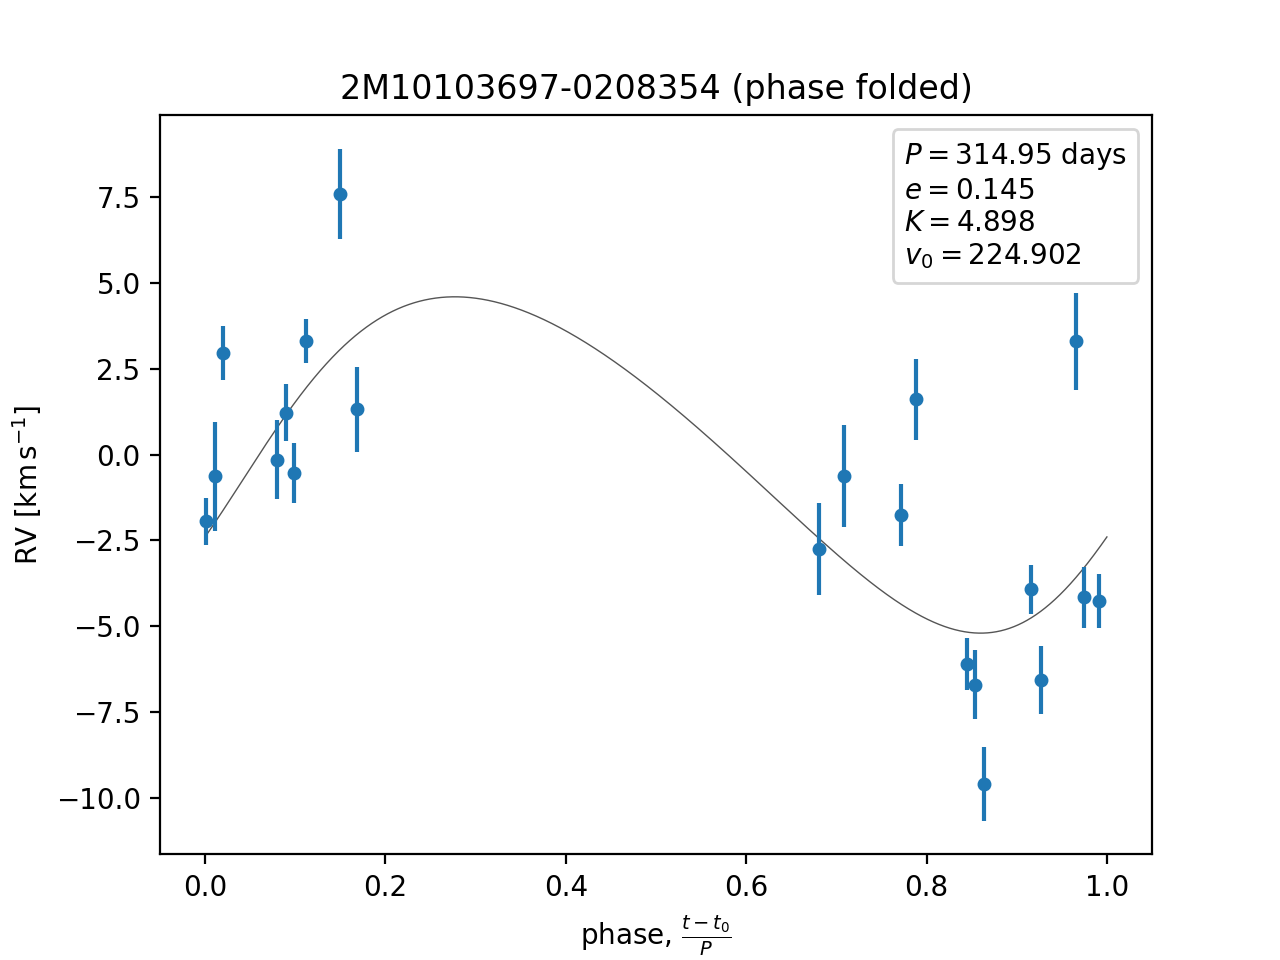 2M10103697-0208354 (phase folded)
P = 314.95 days
e = 0.145
K = 4.898
v₀ = 224.902
7.5
5.0
2.5
0.0
−2.5
−5.0
−7.5
−10.0
RV [km s⁻¹]
0.0 0.2 0.4 0.6 0.8 1.0
phase, (t − t₀)/P